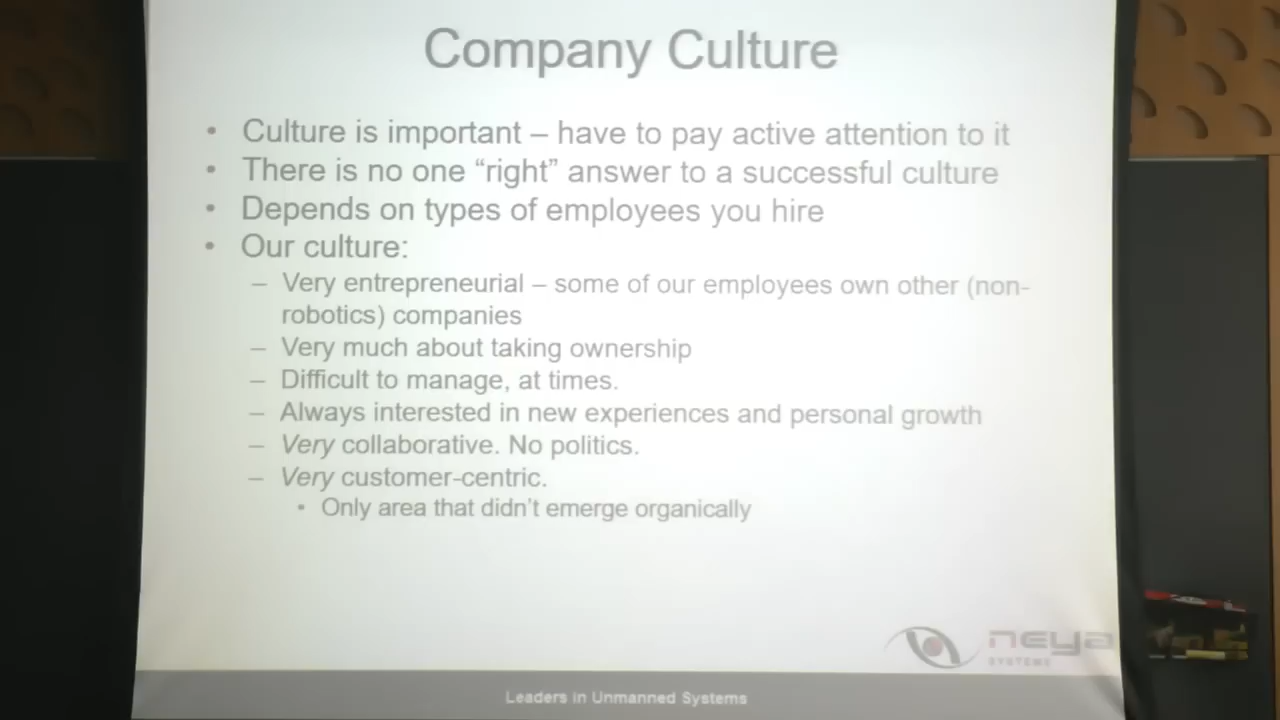 Company Culture
• Culture is important – have to pay active attention to it
• There is no one “right” answer to a successful culture
• Depends on types of employees you hire
• Our culture:
– Very entrepreneurial – some of our employees own other (non-
robotics) companies
– Very much about taking ownership
– Difficult to manage, at times.
– Always interested in new experiences and personal growth
– Very collaborative. No politics.
– Very customer-centric.
• Only area that didn’t emerge organically
neya
SYSTEMS
Leaders in Unmanned Systems